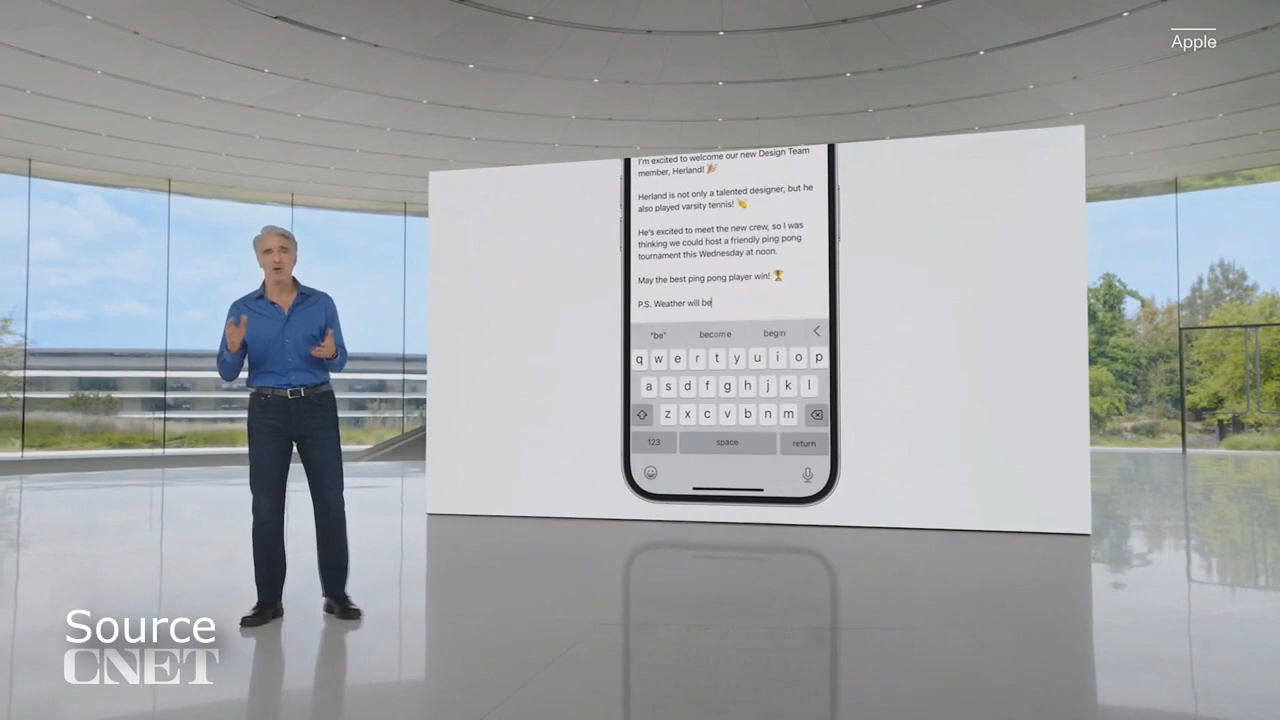 Apple
I'm excited to welcome our new Design Team
member, Herland! 🎉
Herland is not only a talented designer, but he
also played varsity tennis! 👏
He's excited to meet the new crew, so I was
thinking we could host a friendly ping pong
tournament this Wednesday at noon.
May the best ping pong player win! 🏆
P.S. Weather will be
"be" become begin
q w e r t y u i o p
a s d f g h j k l
z x c v b n m
123 space return
Source
CNET